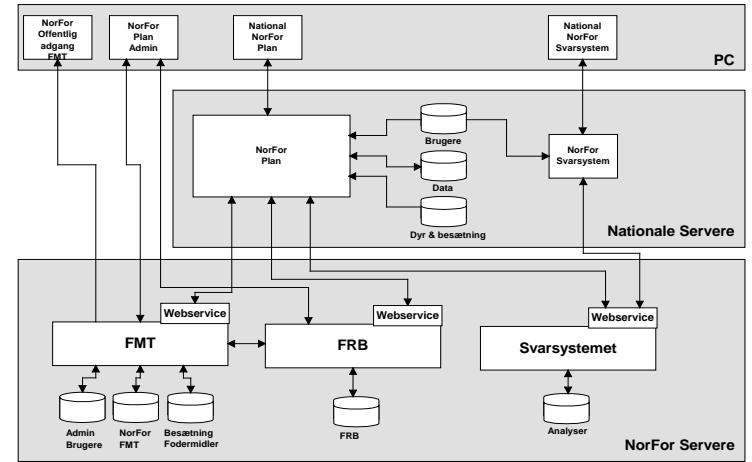 NorFor
Offentlig
adgang
FMT
NorFor
Plan
Admin
National
NorFor
Plan
National
NorFor
Svarsystem
PC
NorFor
Plan
Brugere
Data
Dyr & besætning
NorFor
Svarsystem
Nationale Servere
Webservice
FMT
Webservice
FRB
Webservice
Svarsystemet
Admin
Brugere
NorFor
FMT
Besætning
Fodermidler
FRB
Analyser
NorFor Servere